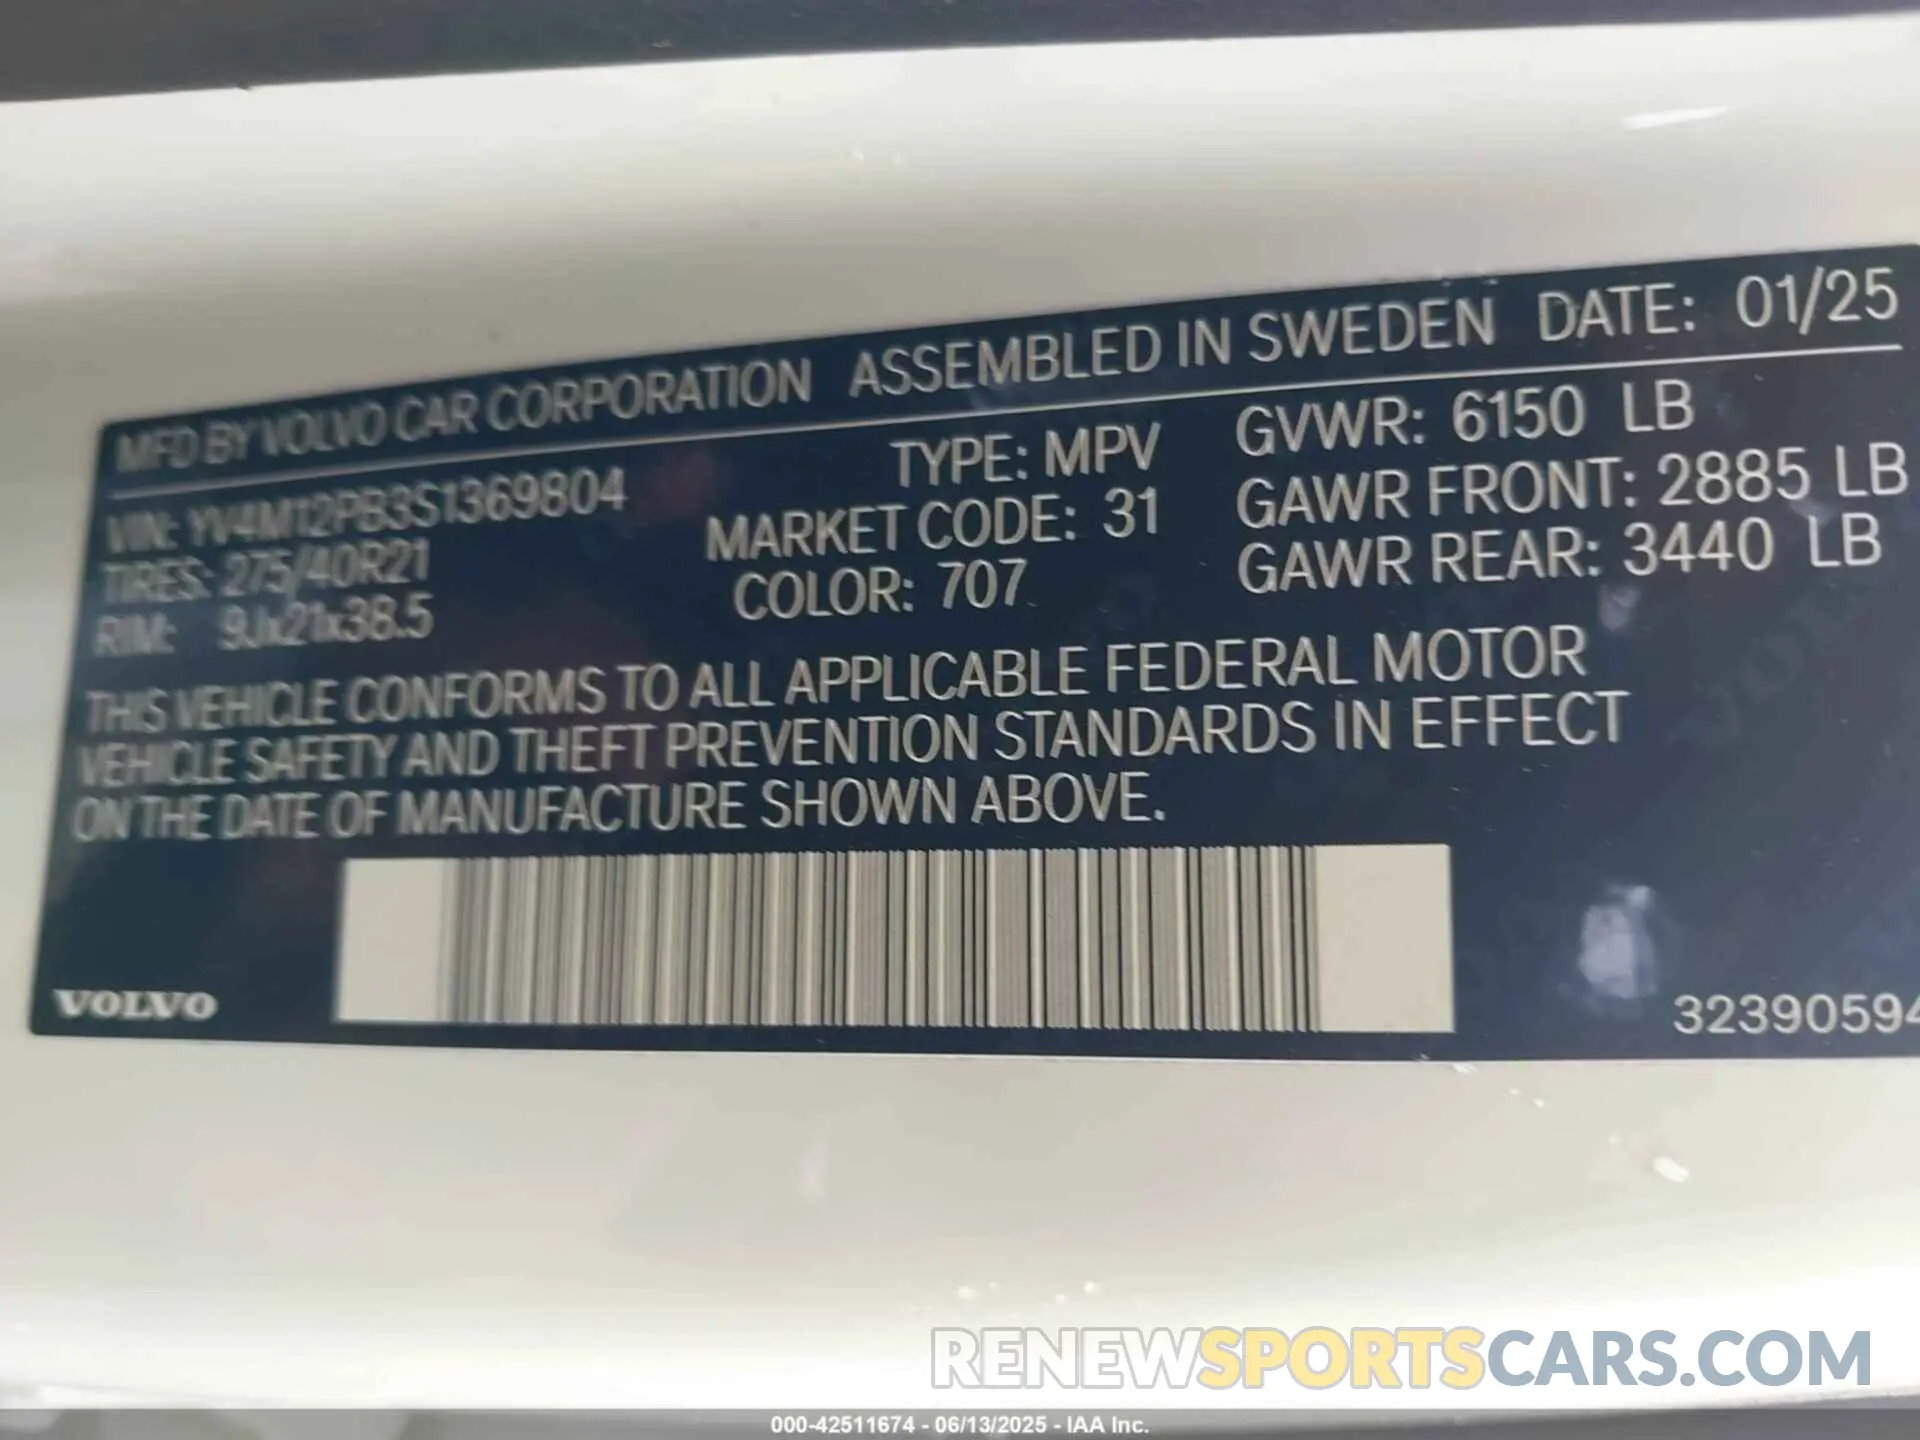 MFD BY VOLVO CAR CORPORATION ASSEMBLED IN SWEDEN DATE: 01/25
VIN: YV4M12PB3S1369804 TYPE: MPV GVWR: 6150 LB
TIRES: 275/40R21 MARKET CODE: 31 GAWR FRONT: 2885 LB
RIM: 9Jx21x38.5 COLOR: 707 GAWR REAR: 3440 LB
THIS VEHICLE CONFORMS TO ALL APPLICABLE FEDERAL MOTOR
VEHICLE SAFETY AND THEFT PREVENTION STANDARDS IN EFFECT
ON THE DATE OF MANUFACTURE SHOWN ABOVE.
VOLVO
32390594
RENEWSPORTSCARS.COM
000-42511674 - 06/13/2025 - IAA Inc.